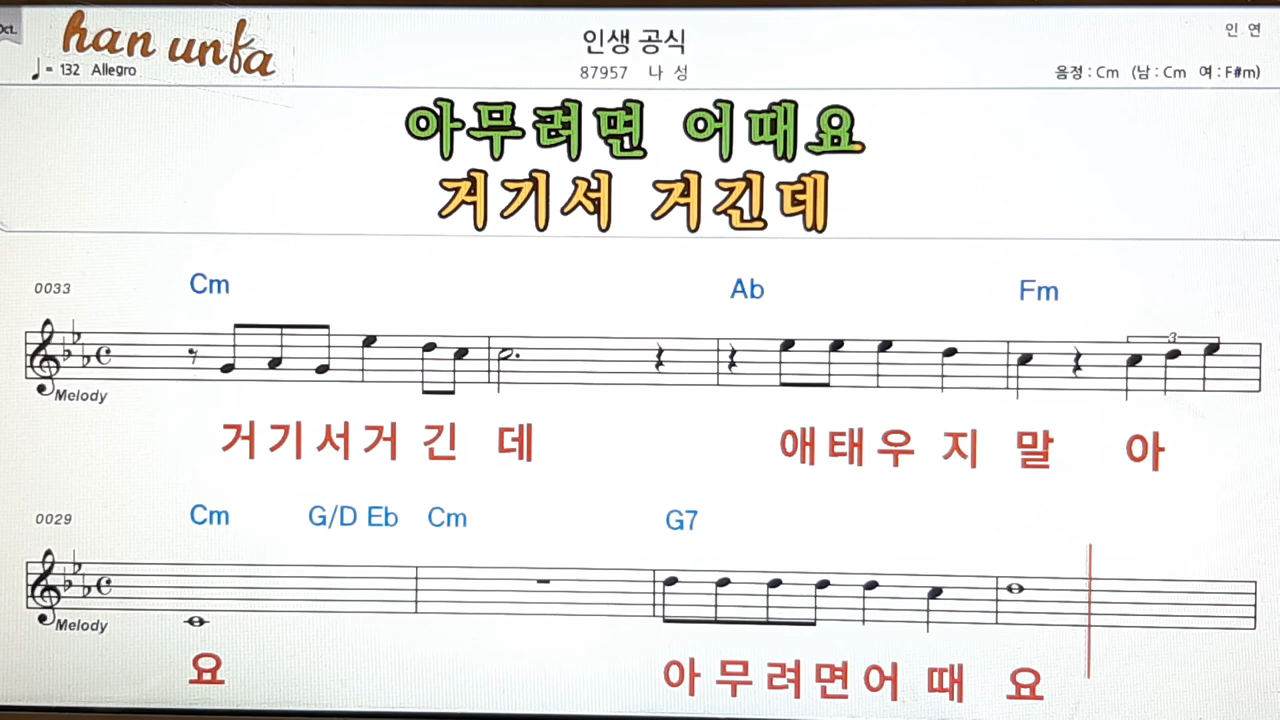 Oct.
han unfa
인생 공식
인 연
♩= 132 Allegro
87957 나 성
음정 : Cm (남 : Cm 여 : F#m)
아무려면 어때요
거기서 거긴데
0033
Cm Ab Fm
3
Melody
거기서거 긴 데 애태우 지 말 아
0029
Cm G/D Eb Cm G7
Melody
요 아무려면어 때 요